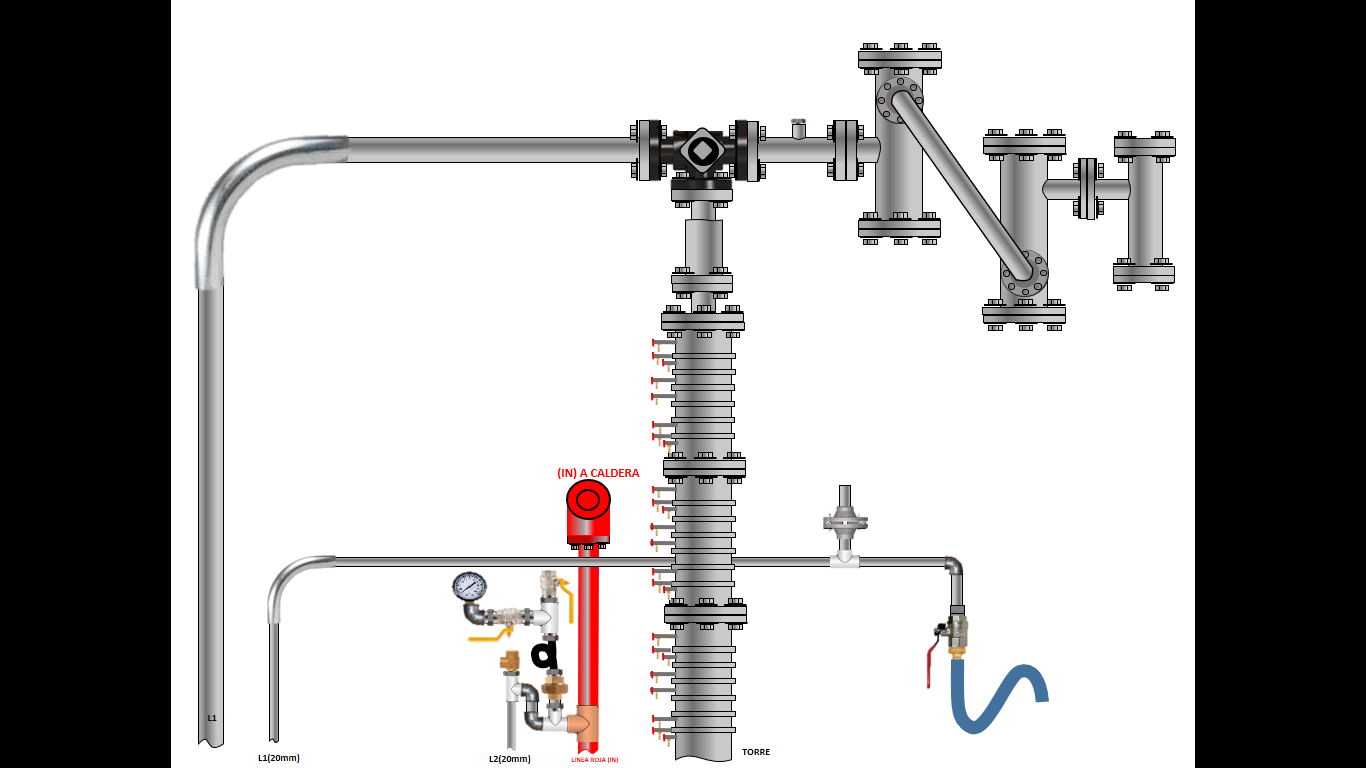 (IN) A CALDERA
L1
L1(20mm)
L2(20mm)
LINEA ROJA (IN)
TORRE